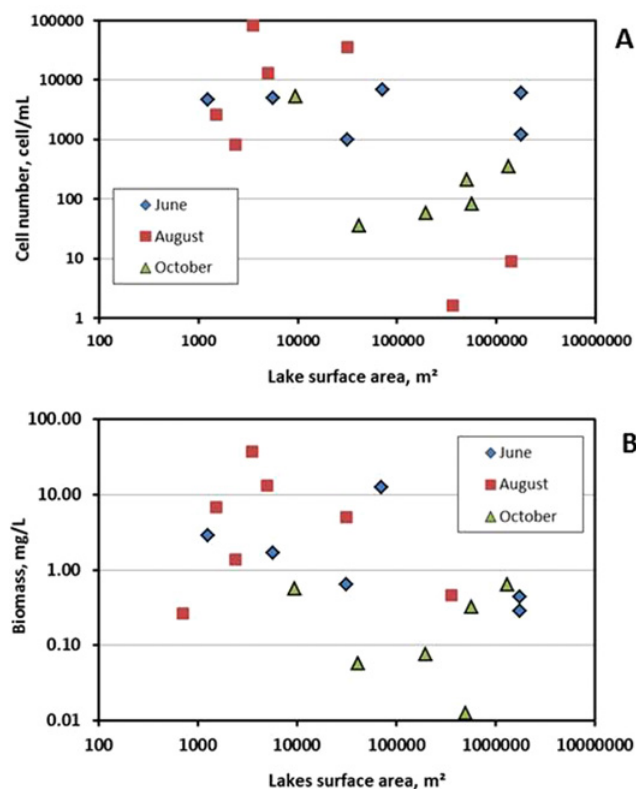 A
100000
10000
1000
100
10
1
Cell number, cell/mL
June
August
October
100 1000 10000 100000 1000000 10000000
Lake surface area, m²
B
100.00
10.00
1.00
0.10
0.01
Biomass, mg/L
June
August
October
100 1000 10000 100000 1000000 10000000
Lakes surface area, m²